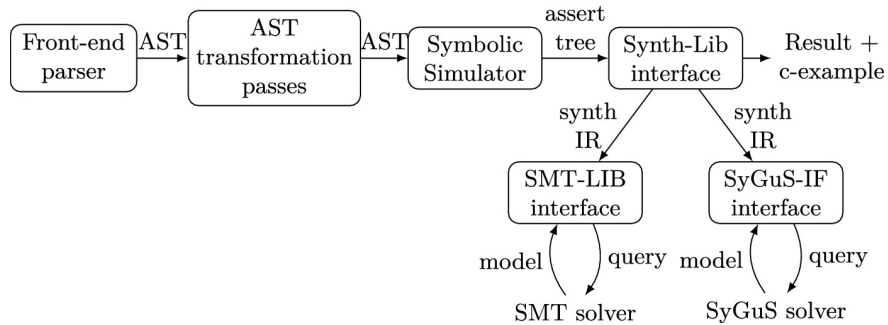 Front-end
parser
AST
AST
transformation
passes
AST
Symbolic
Simulator
assert
tree
Synth-Lib
interface
Result +
c-example
synth
IR
synth
IR
SMT-LIB
interface
SyGuS-IF
interface
model
query
model
query
SMT solver
SyGuS solver